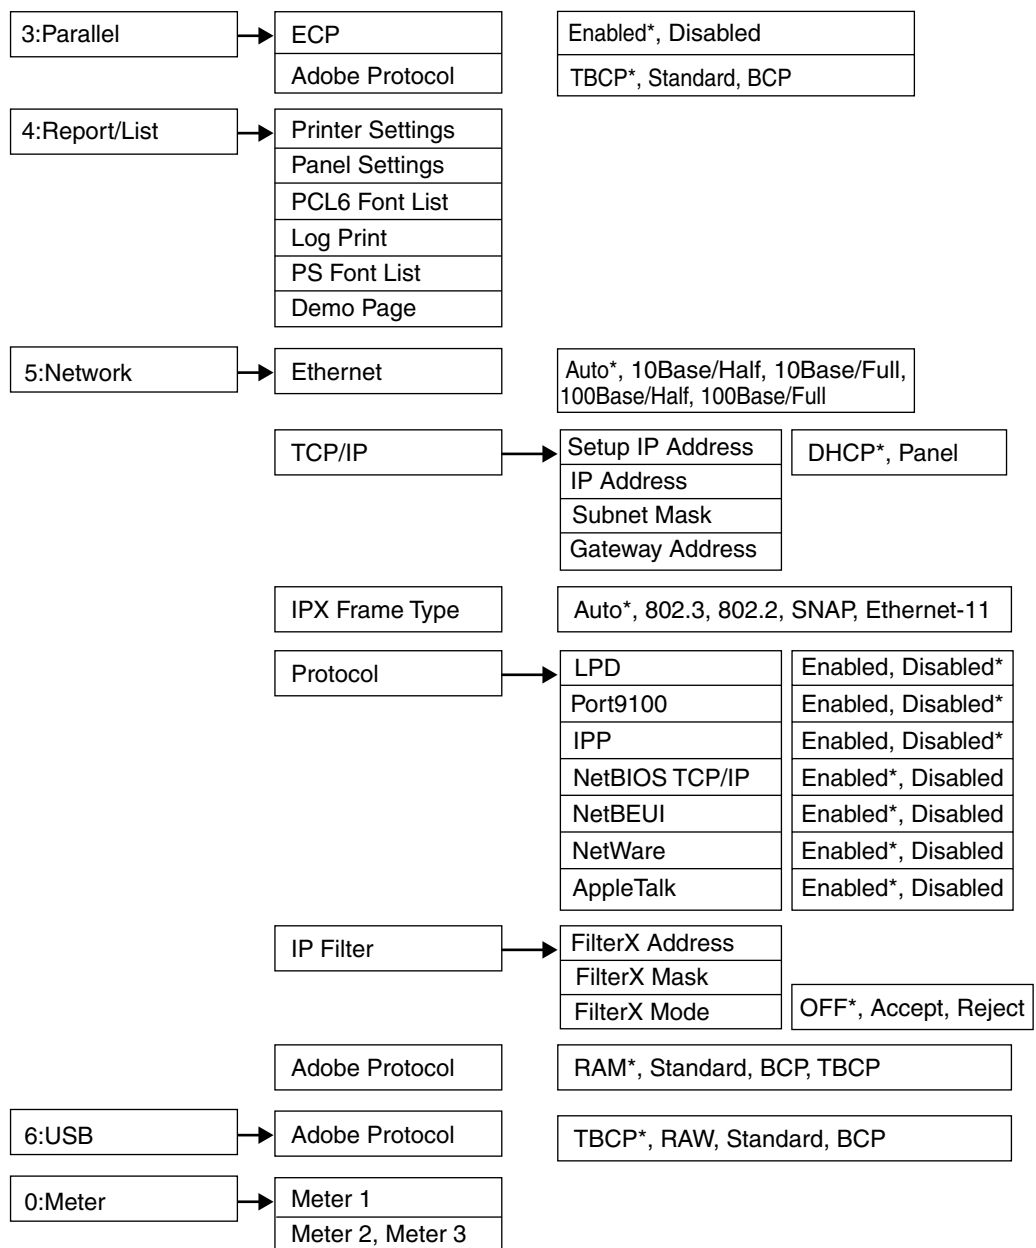 3:Parallel
ECP
Enabled*, Disabled
Adobe Protocol
TBCP*, Standard, BCP
4:Report/List
Printer Settings
Panel Settings
PCL6 Font List
Log Print
PS Font List
Demo Page
5:Network
Ethernet
Auto*, 10Base/Half, 10Base/Full,
100Base/Half, 100Base/Full
TCP/IP
Setup IP Address
DHCP*, Panel
IP Address
Subnet Mask
Gateway Address
IPX Frame Type
Auto*, 802.3, 802.2, SNAP, Ethernet-11
Protocol
LPD
Enabled, Disabled*
Port9100
Enabled, Disabled*
IPP
Enabled, Disabled*
NetBIOS TCP/IP
Enabled*, Disabled
NetBEUI
Enabled*, Disabled
NetWare
Enabled*, Disabled
AppleTalk
Enabled*, Disabled
IP Filter
FilterX Address
FilterX Mask
FilterX Mode
OFF*, Accept, Reject
Adobe Protocol
RAM*, Standard, BCP, TBCP
6:USB
Adobe Protocol
TBCP*, RAW, Standard, BCP
0:Meter
Meter 1
Meter 2, Meter 3